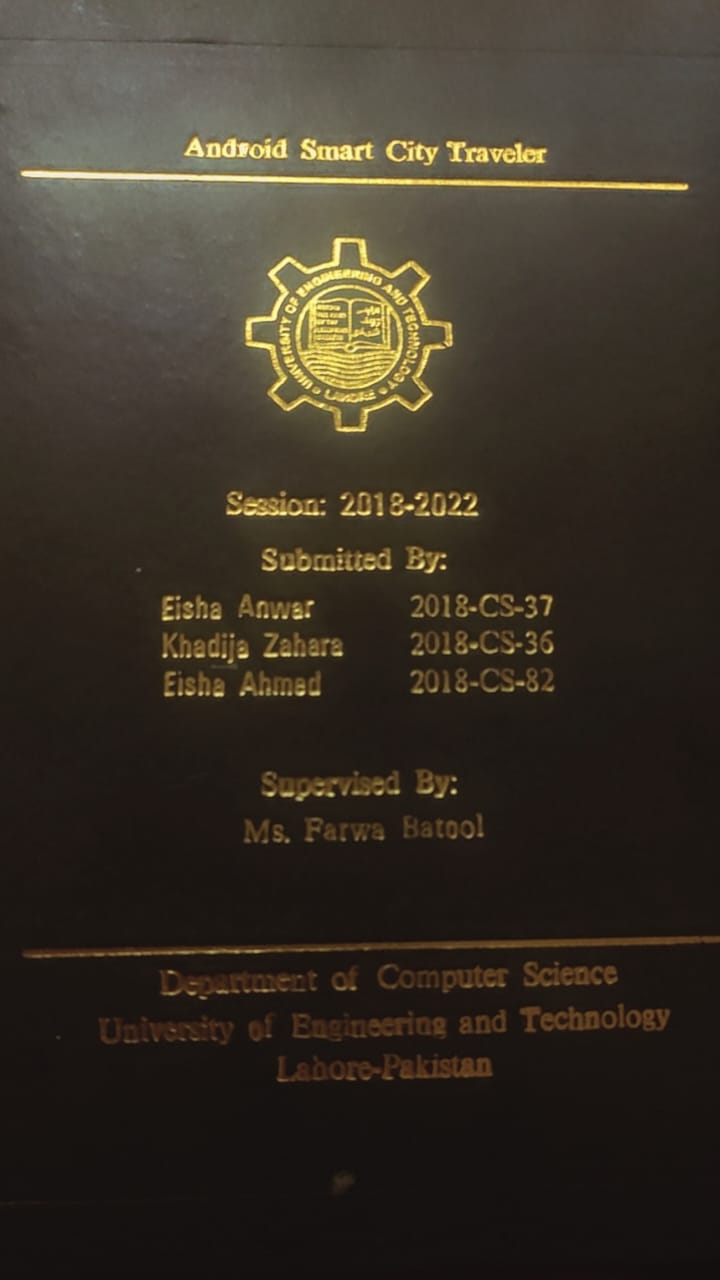 Android Smart City Traveler
UNIVERSITY OF ENGINEERING AND TECHNOLOGY
LAHORE
Session: 2018-2022
Submitted By:
Eisha Anwar 2018-CS-37
Khadija Zahara 2018-CS-36
Eisha Ahmed 2018-CS-82
Supervised By:
Ms. Farwa Batool
Department of Computer Science
University of Engineering and Technology
Lahore-Pakistan